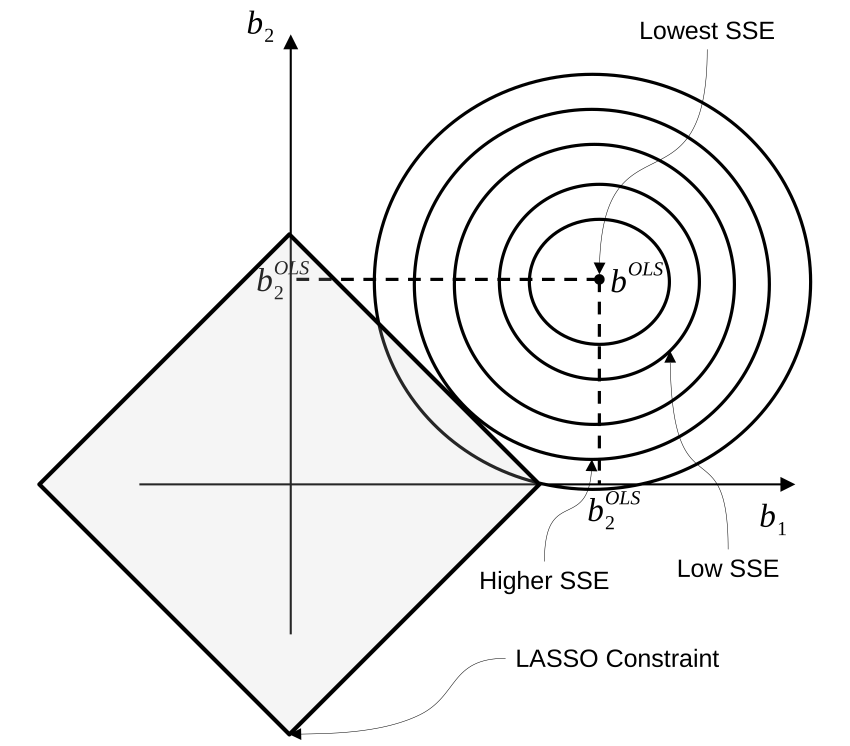 b2
Lowest SSE
b2^OLS
b^OLS
b2^OLS
b1
Higher SSE
Low SSE
LASSO Constraint